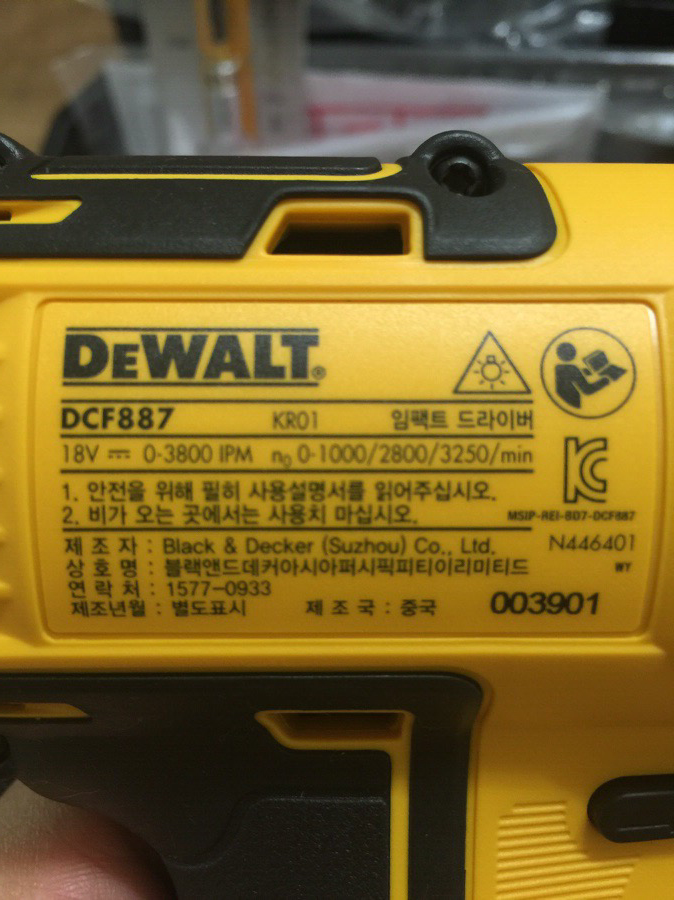 DEWALT®
DCF887 KR01 임팩트 드라이버
18V ⎓ 0-3800 IPM n₀ 0-1000/2800/3250/min
1. 안전을 위해 필히 사용설명서를 읽어주십시오.
2. 비가 오는 곳에서는 사용치 마십시오.
MSIP-REI-BD7-DCF887
제 조 자 : Black & Decker (Suzhou) Co., Ltd. N446401
상 호 명 : 블랙앤드데커아시아퍼시픽피티이리미티드 WY
연 락 처 : 1577-0933
제조년월 : 별도표시 제 조 국 : 중국 003901